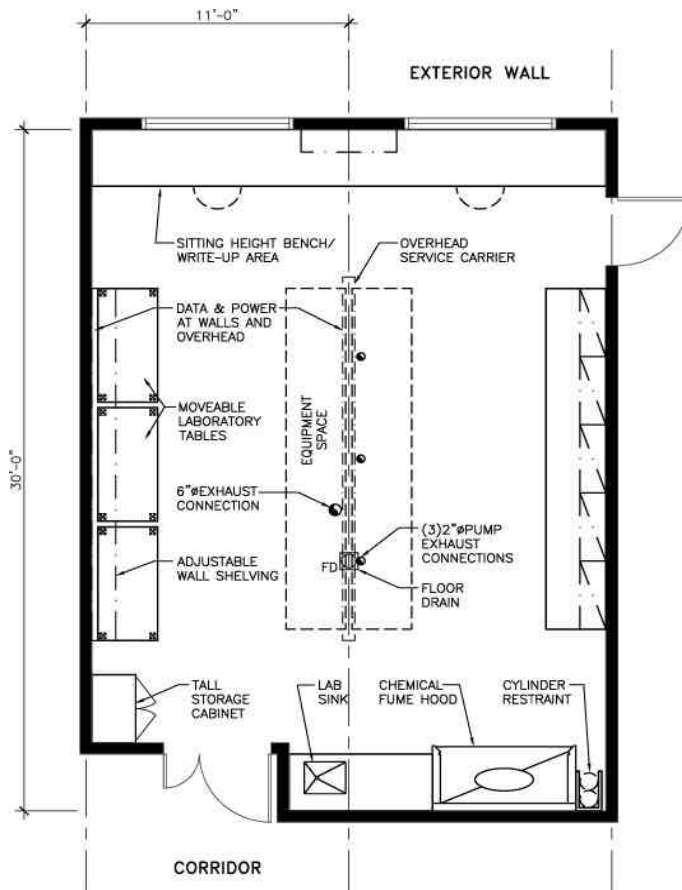 11'-0"
EXTERIOR WALL
SITTING HEIGHT BENCH/
WRITE-UP AREA
OVERHEAD
SERVICE CARRIER
DATA & POWER
AT WALLS AND
OVERHEAD
MOVEABLE
LABORATORY
TABLES
EQUIPMENT
SPACE
30'-0"
6"øEXHAUST
CONNECTION
(3)2"øPUMP
EXHAUST
CONNECTIONS
ADJUSTABLE
WALL SHELVING
FD
FLOOR
DRAIN
TALL
STORAGE
CABINET
LAB
SINK
CHEMICAL
FUME HOOD
CYLINDER
RESTRAINT
CORRIDOR